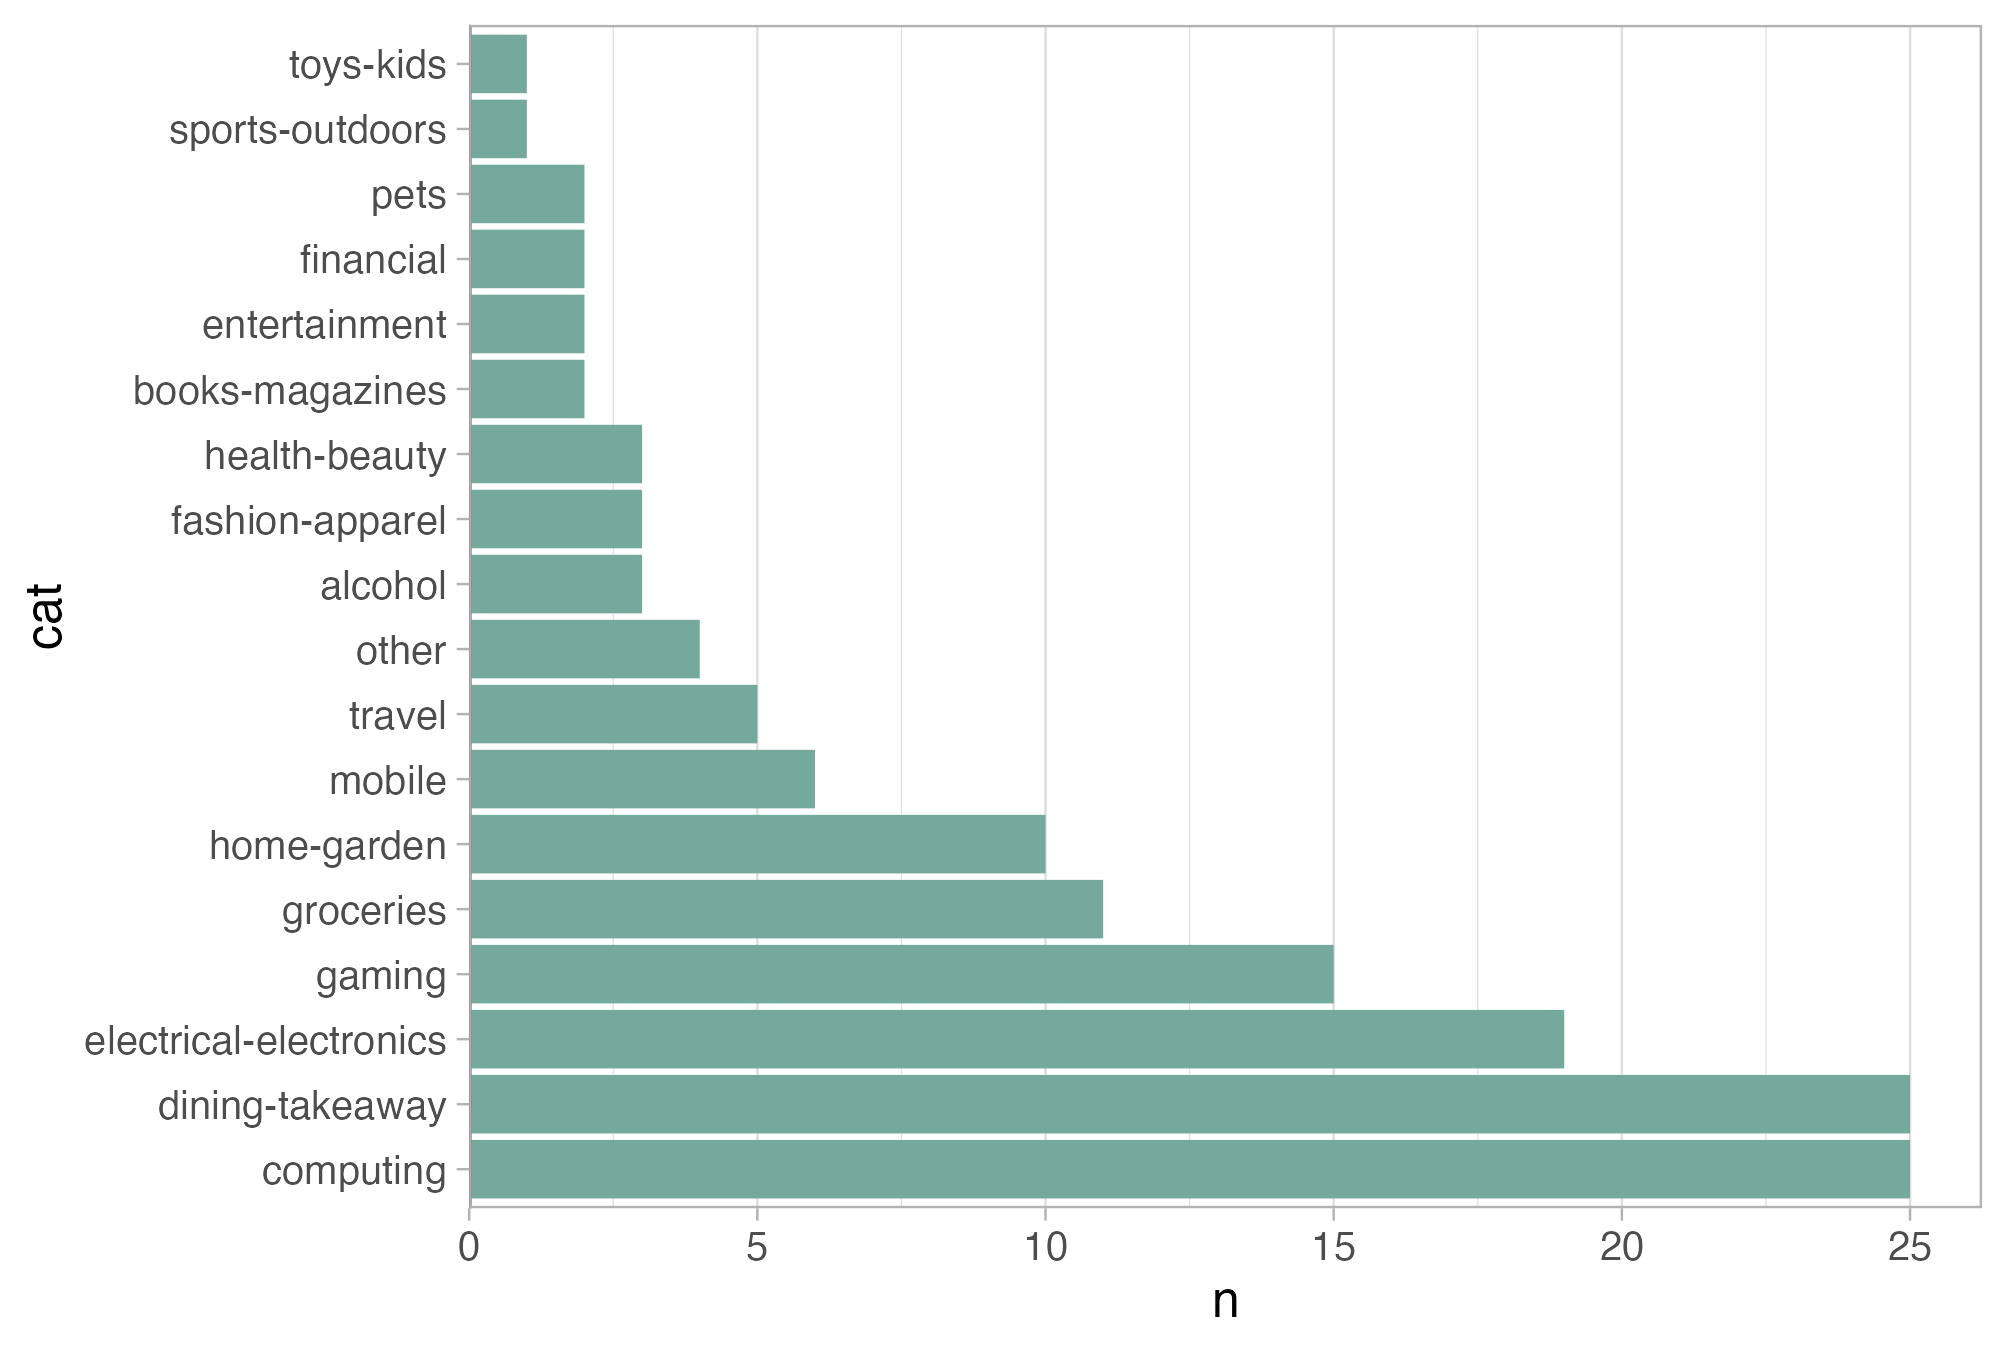 toys-kids
sports-outdoors
pets
financial
entertainment
books-magazines
health-beauty
fashion-apparel
alcohol
other
travel
mobile
home-garden
groceries
gaming
electrical-electronics
dining-takeaway
computing
cat
0 5 10 15 20 25
n